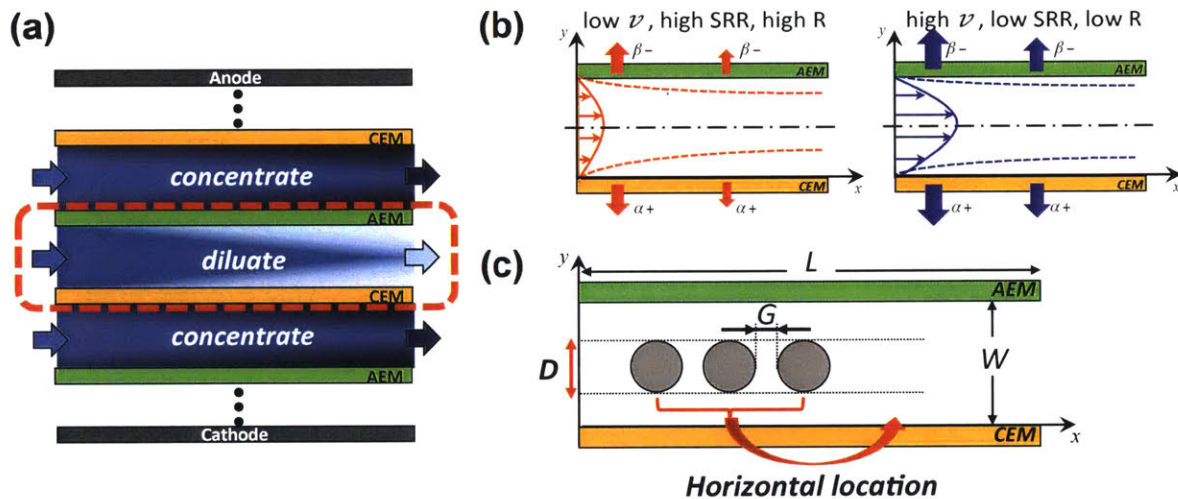 (a)
Anode
CEM
concentrate
AEM
diluate
CEM
concentrate
AEM
Cathode
(b)
low v, high SRR, high R
y
β−
β−
AEM
CEM
x
α+
α+
high v, low SRR, low R
y
β−
β−
AEM
CEM
x
α+
α+
(c)
y
L
AEM
G
D
W
CEM
x
Horizontal location